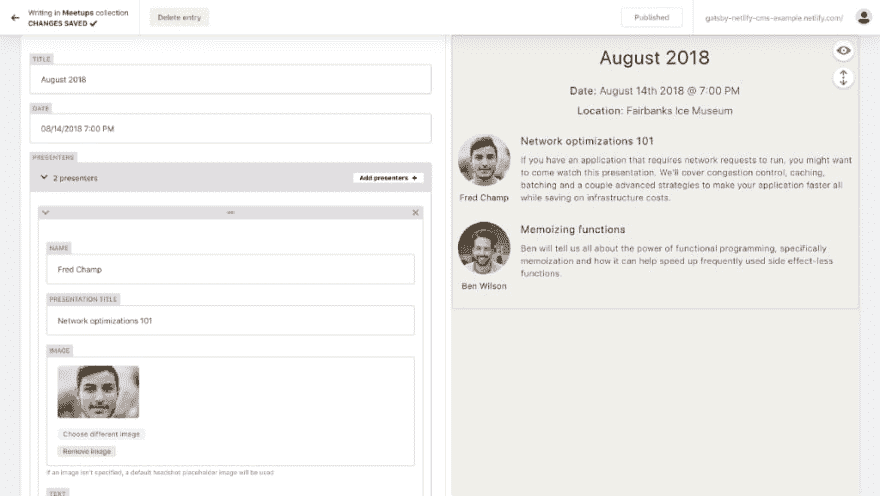 Writing in Meetups collection
CHANGES SAVED
Delete entry
Published
gatsby-netlify-cms-example.netlify.com/
TITLE
August 2018
DATE
08/14/2018 7:00 PM
PRESENTERS
2 presenters
Add presenters +
NAME
Fred Champ
PRESENTATION TITLE
Network optimizations 101
IMAGE
Choose different image
Remove image
If an image isn't specified, a default headshot placeholder image will be used
TEXT
August 2018
Date: August 14th 2018 @ 7:00 PM
Location: Fairbanks Ice Museum
Network optimizations 101
If you have an application that requires network requests to run, you might want
to come watch this presentation. We'll cover congestion control, caching,
batching and a couple advanced strategies to make your application faster all
while saving on infrastructure costs.
Fred Champ
Memoizing functions
Ben will tell us all about the power of functional programming, specifically
memoization and how it can help speed up frequently used side effect-less
functions.
Ben Wilson